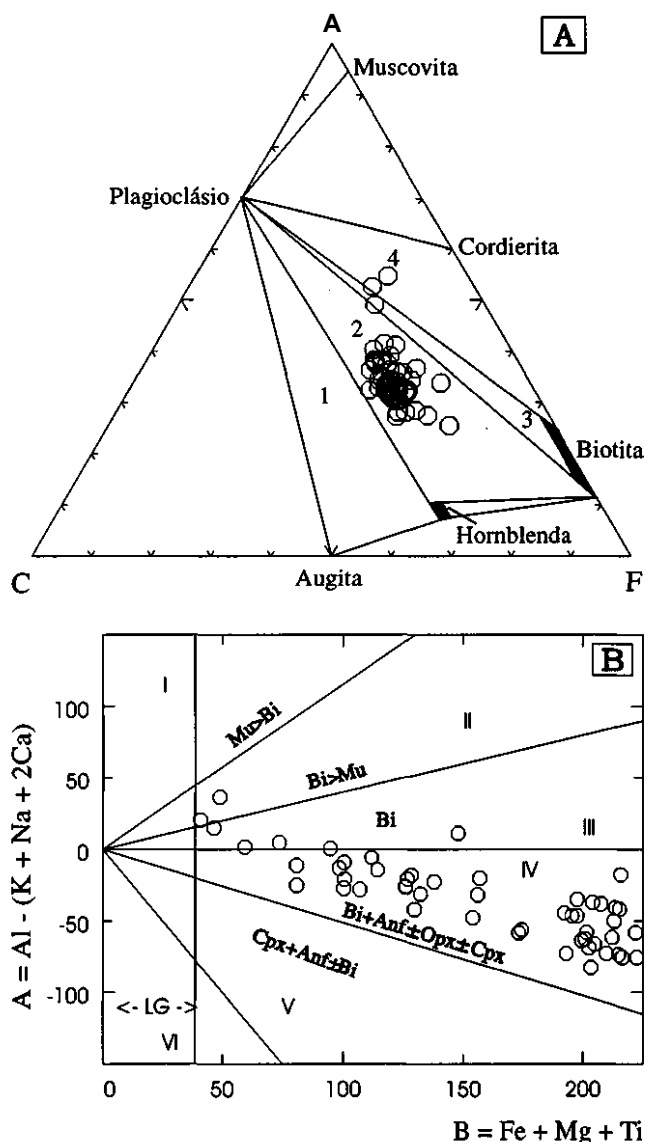 A
A
Muscovita
Plagioclásio
Cordierita
4
2
1
3
Biotita
Hornblenda
C
Augita
F
B
I
Mu>Bi
II
100
Bi>Mu
50
Bi
III
0
IV
-50
Bi+Anf±Opx±Cpx
Cpx+Anf±Bi
-100
<- LG ->
V
VI
A = Al - (K + Na + 2Ca)
0
50
100
150
200
B = Fe + Mg + Ti